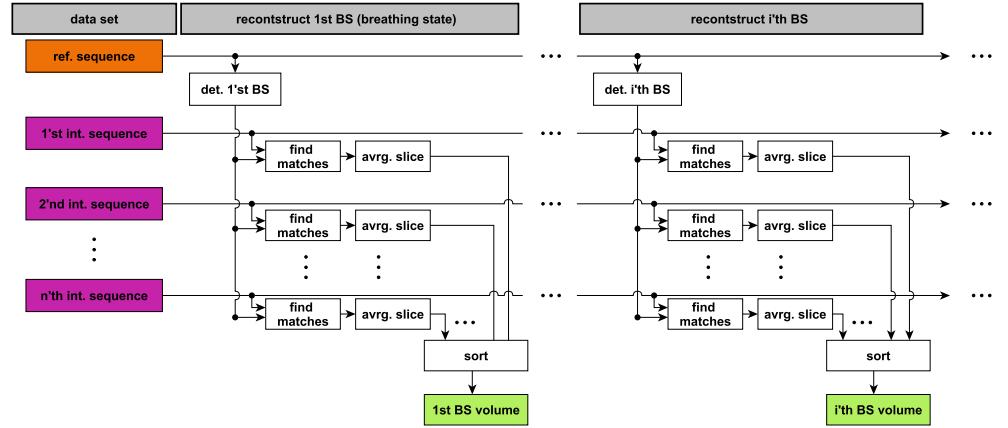 data set
recontstruct 1st BS (breathing state)
recontstruct i'th BS
ref. sequence
det. 1'st BS
det. i'th BS
1'st int. sequence
find
matches
avrg. slice
find
matches
avrg. slice
2'nd int. sequence
find
matches
avrg. slice
find
matches
avrg. slice
n'th int. sequence
find
matches
avrg. slice
find
matches
avrg. slice
sort
sort
1st BS volume
i'th BS volume